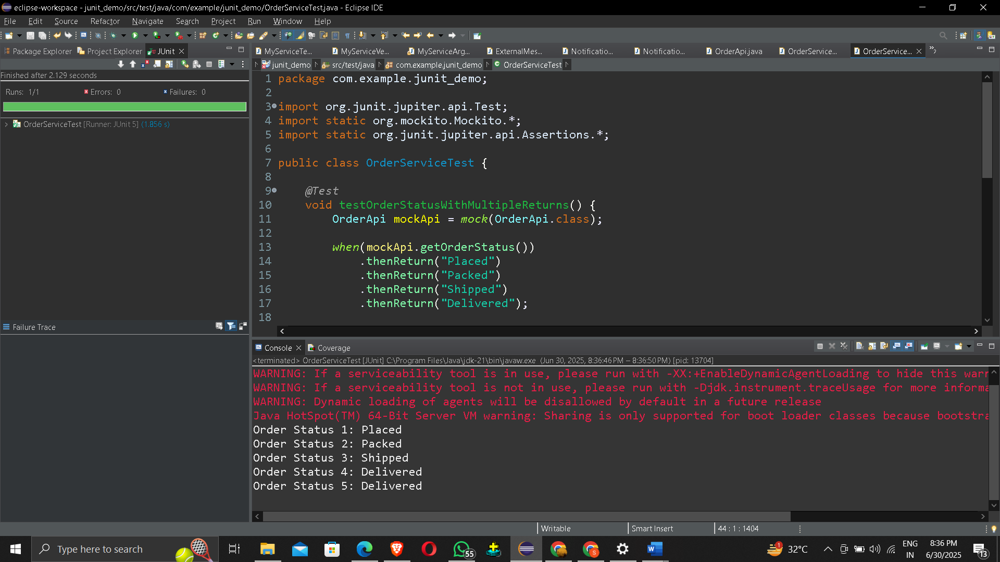 eclipse-workspace - junit_demo/src/test/java/com/example/junit_demo/OrderServiceTest.java - Eclipse IDE
File Edit Source Refactor Navigate Search Project Run Window Help
Package Explorer Project Explorer JUnit
MyServiceTe... MyServiceVe... MyServiceArg... ExternalMes... Notificatio... Notificatio... OrderApi.java OrderService... OrderService...
junit_demo src/test/java com.example.junit_demo OrderServiceTest
Finished after 2.129 seconds
Runs: 1/1 Errors: 0 Failures: 0
OrderServiceTest [Runner: JUnit 5] (1.856 s)
Failure Trace
1 package com.example.junit_demo;
2
3 import org.junit.jupiter.api.Test;
4 import static org.mockito.Mockito.*;
5 import static org.junit.jupiter.api.Assertions.*;
6
7 public class OrderServiceTest {
8
9 @Test
10 void testOrderStatusWithMultipleReturns() {
11 OrderApi mockApi = mock(OrderApi.class);
12
13 when(mockApi.getOrderStatus())
14 .thenReturn("Placed")
15 .thenReturn("Packed")
16 .thenReturn("Shipped")
17 .thenReturn("Delivered");
18
Console Coverage
<terminated> OrderServiceTest [JUnit] C:\Program Files\Java\jdk-21\bin\javaw.exe (Jun 30, 2025, 8:36:46 PM – 8:36:50 PM) [pid: 13704]
WARNING: If a serviceability tool is in use, please run with -XX:+EnableDynamicAgentLoading to hide this warn
WARNING: If a serviceability tool is not in use, please run with -Djdk.instrument.traceUsage for more informa
WARNING: Dynamic loading of agents will be disallowed by default in a future release
Java HotSpot(TM) 64-Bit Server VM warning: Sharing is only supported for boot loader classes because bootstra
Order Status 1: Placed
Order Status 2: Packed
Order Status 3: Shipped
Order Status 4: Delivered
Order Status 5: Delivered
Writable Smart Insert 44 : 1 : 1404
Type here to search
55
1
32°C
ENG
IN
8:36 PM
6/30/2025
13